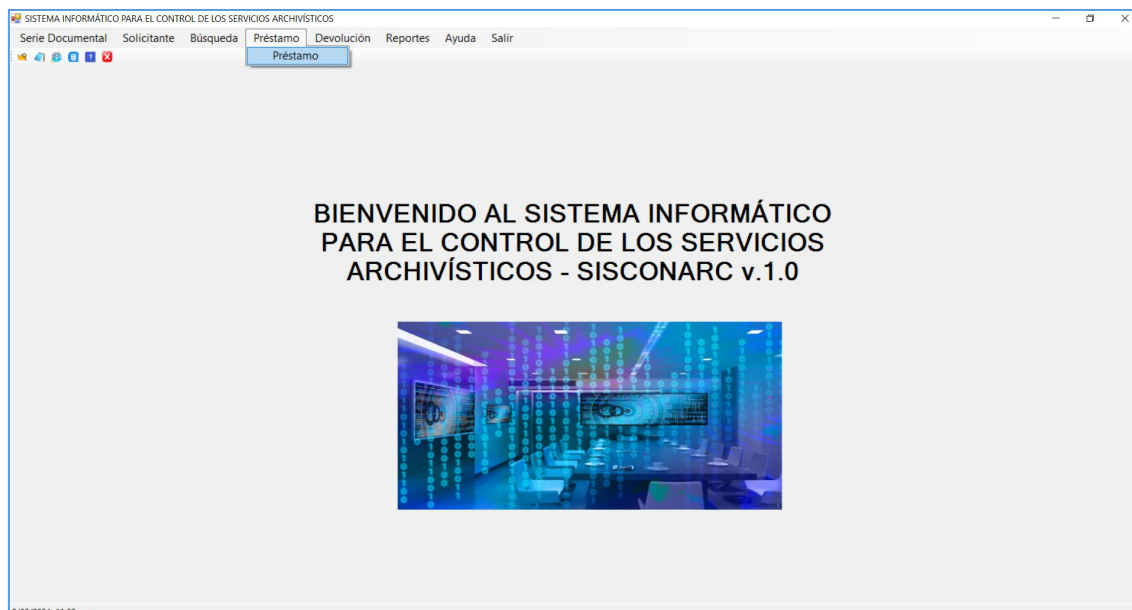 SISTEMA INFORMÁTICO PARA EL CONTROL DE LOS SERVICIOS ARCHIVÍSTICOS
Serie Documental Solicitante Búsqueda Préstamo Devolución Reportes Ayuda Salir
Préstamo
BIENVENIDO AL SISTEMA INFORMÁTICO
PARA EL CONTROL DE LOS SERVICIOS
ARCHIVÍSTICOS - SISCONARC v.1.0